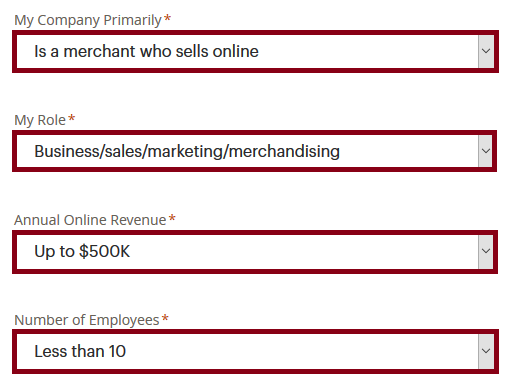 My Company Primarily*
Is a merchant who sells online
My Role*
Business/sales/marketing/merchandising
Annual Online Revenue*
Up to $500K
Number of Employees*
Less than 10